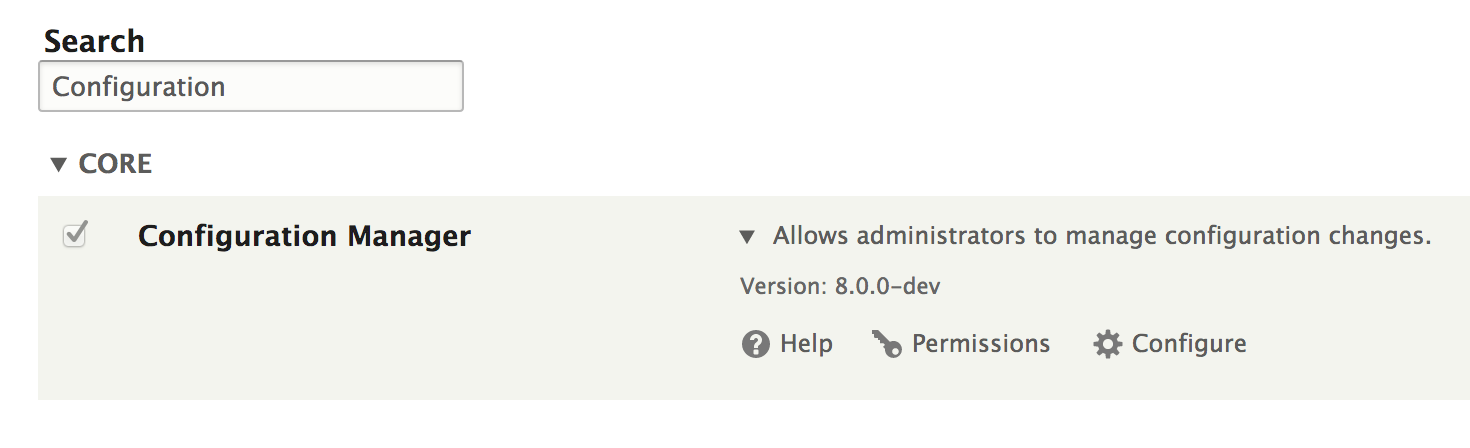 Search
Configuration
▼ CORE
Configuration Manager
▼ Allows administrators to manage configuration changes.
Version: 8.0.0-dev
Help Permissions Configure